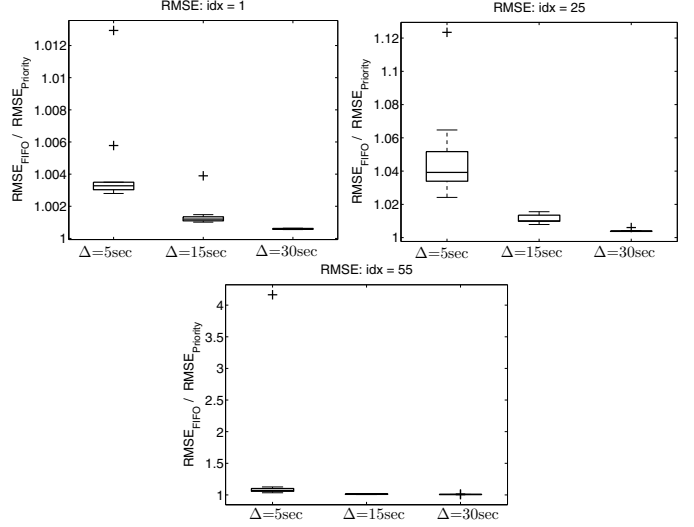 RMSE: idx = 1
RMSE_FIFO / RMSE_Priority
1.012
1.01
1.008
1.006
1.004
1.002
1
Δ=5sec Δ=15sec Δ=30sec
RMSE: idx = 25
RMSE_FIFO / RMSE_Priority
1.12
1.1
1.08
1.06
1.04
1.02
1
Δ=5sec Δ=15sec Δ=30sec
RMSE: idx = 55
RMSE_FIFO / RMSE_Priority
4
3.5
3
2.5
2
1.5
1
Δ=5sec Δ=15sec Δ=30sec